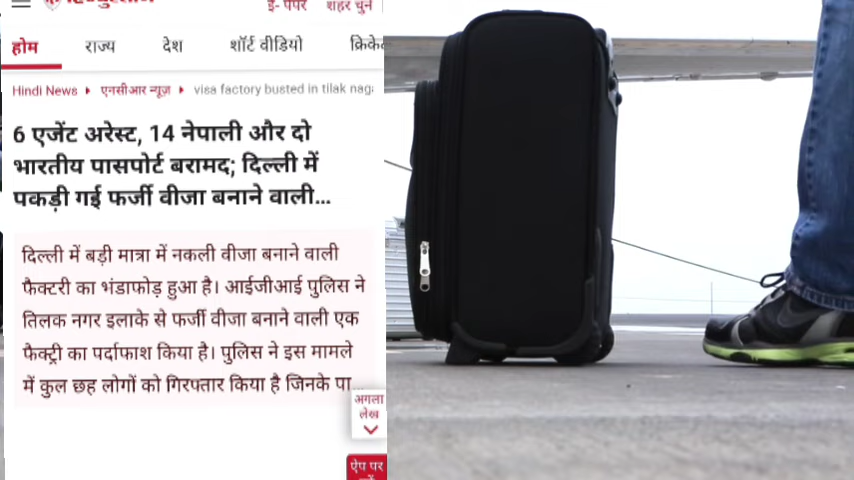 ई- पेपर शहर चुनें
होम राज्य देश शॉर्ट वीडियो
Hindi News एनसीआर न्यूज़ visa factory busted in tilak
6 एजेंट अरेस्ट, 14 नेपाली और दो
भारतीय पासपोर्ट बरामद; दिल्ली में
पकड़ी गई फर्जी वीजा बनाने वाली...
दिल्ली में बड़ी मात्रा में नकली वीजा बनाने वाली
फैक्टरी का भंडाफोड़ हुआ है। आईजीआई पुलिस ने
तिलक नगर इलाके से फर्जी वीजा बनाने वाली एक
फैक्ट्री का पर्दाफाश किया है। पुलिस ने इस मामले
में कुल छह लोगों को गिरफ्तार किया है जिनके पा...
अगला
लेख
ऐप पर